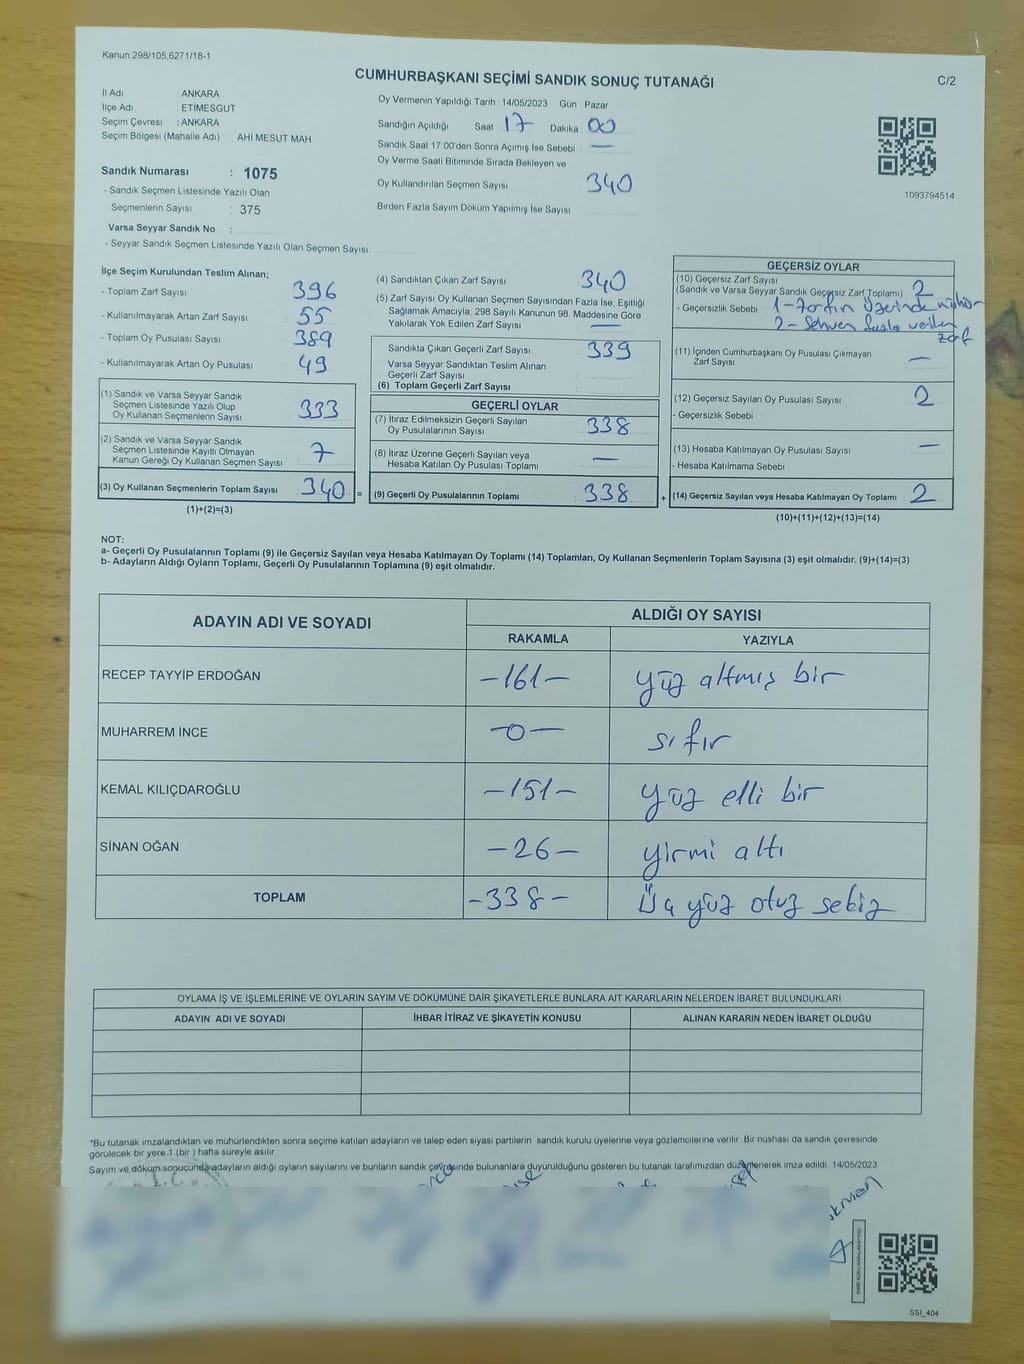 Kanun;298/105,6271/18-1
CUMHURBAŞKANI SEÇİMİ SANDIK SONUÇ TUTANAĞI
C/2
İl Adı : ANKARA
İlçe Adı : ETİMESGUT
Seçim Çevresi : ANKARA
Seçim Bölgesi (Mahalle Adı) : AHİ MESUT MAH
Sandık Numarası : 1075
- Sandık Seçmen Listesinde Yazılı Olan
Seçmenlerin Sayısı : 375
Varsa Seyyar Sandık No :
- Seyyar Sandık Seçmen Listesinde Yazılı Olan Seçmen Sayısı:
Oy Vermenin Yapıldığı Tarih : 14/05/2023 Gün : Pazar
Sandığın Açıldığı Saat 17 Dakika 00
Sandık Saat 17.00'den Sonra Açımış İse Sebebi —
Oy Verme Saati Bitiminde Sırada Bekleyen ve
Oy Kullandırılan Seçmen Sayısı 340
Birden Fazla Sayım Döküm Yapılmış İse Sayısı
1093794514
İlçe Seçim Kurulundan Teslim Alınan;
- Toplam Zarf Sayısı 396
- Kullanılmayarak Artan Zarf Sayısı 55
- Toplam Oy Pusulası Sayısı 389
- Kullanılmayarak Artan Oy Pusulası 49
(1) Sandık ve Varsa Seyyar Sandık
Seçmen Listesinde Yazılı Olup
Oy Kullanan Seçmenlerin Sayısı 333
(2) Sandık ve Varsa Seyyar Sandık
Seçmen Listesinde Kayıtlı Olmayan
Kanun Gereği Oy Kullanan Seçmen Sayısı 7
(3) Oy Kullanan Seçmenlerin Toplam Sayısı 340 =
(1)+(2)=(3)
(4) Sandıktan Çıkan Zarf Sayısı 340
(5) Zarf Sayısı Oy Kullanan Seçmen Sayısından Fazla İse, Eşitliği
Sağlamak Amacıyla, 298 Sayılı Kanunun 98. Maddesine Göre
Yakılarak Yok Edilen Zarf Sayısı —
Sandıkta Çıkan Geçerli Zarf Sayısı 339
Varsa Seyyar Sandıktan Teslim Alınan
Geçerli Zarf Sayısı
(6) Toplam Geçerli Zarf Sayısı
GEÇERLİ OYLAR
(7) İtiraz Edilmeksizin Geçerli Sayılan
Oy Pusulalarının Sayısı 338
(8) İtiraz Üzerine Geçerli Sayılan veya
Hesaba Katılan Oy Pusulası Toplamı —
(9) Geçerli Oy Pusulalarının Toplamı 338 +
GEÇERSİZ OYLAR
(10) Geçersiz Zarf Sayısı
(Sandık ve Varsa Seyyar Sandık Geçersiz Zarf Toplamı) 2
- Geçersizlik Sebebi : 1- Zarfın üzerinde
2- Sehven fazla verilen
zarf
(11) İçinden Cumhurbaşkanı Oy Pusulası Çıkmayan
Zarf Sayısı —
(12) Geçersiz Sayılan Oy Pusulası Sayısı 2
- Geçersizlik Sebebi :
(13) Hesaba Katılmayan Oy Pusulası Sayısı —
- Hesaba Katılmama Sebebi :
(14) Geçersiz Sayılan veya Hesaba Katılmayan Oy Toplamı 2
(10)+(11)+(12)+(13)=(14)
NOT:
a- Geçerli Oy Pusulalarının Toplamı (9) ile Geçersiz Sayılan veya Hesaba Katılmayan Oy Toplamı (14) Toplamları, Oy Kullanan Seçmenlerin Toplam Sayısına (3) eşit olmalıdır. (9)+(14)=(3)
b- Adayların Aldığı Oyların Toplamı, Geçerli Oy Pusulalarının Toplamına (9) eşit olmalıdır.
ADAYIN ADI VE SOYADI
ALDIĞI OY SAYISI
RAKAMLA YAZIYLA
RECEP TAYYİP ERDOĞAN -161- yüz altmış bir
MUHARREM İNCE -0- sıfır
KEMAL KILIÇDAROĞLU -151- yüz elli bir
SİNAN OĞAN -26- yirmi altı
TOPLAM -338- Üç yüz otuz sekiz
OYLAMA İŞ VE İŞLEMLERİNE VE OYLARIN SAYIM VE DÖKÜMÜNE DAİR ŞİKAYETLERLE BUNLARA AİT KARARLARIN NELERDEN İBARET BULUNDUKLARI
ADAYIN ADI VE SOYADI İHBAR İTİRAZ VE ŞİKAYETİN KONUSU ALINAN KARARIN NEDEN İBARET OLDUĞU
*Bu tutanak imzalandıktan ve mühürlendikten sonra seçime katılan adayların ve talep eden siyasi partilerin sandık kurulu üyelerine veya gözlemcilerine verilir. Bir nüshası da sandık çevresinde
görülecek bir yere 1 (bir) hafta süreyle asılır.
Sayım ve döküm sonucunda adayların aldığı oyların sayılarını ve bunların sandık çevresinde bulunanlara duyurulduğunu gösteren bu tutanak tarafımızdan düzenlenerek imza edildi. 14/05/2023
SSI_404